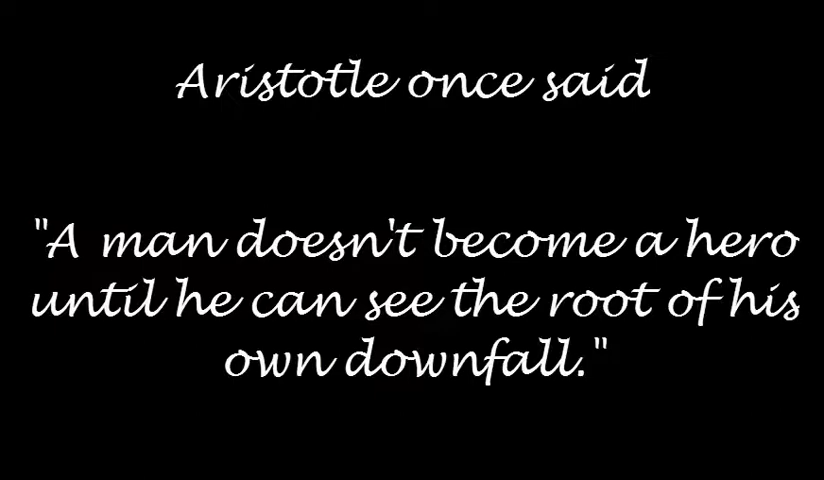 Aristotle once said
"A man doesn't become a hero
until he can see the root of his
own downfall."